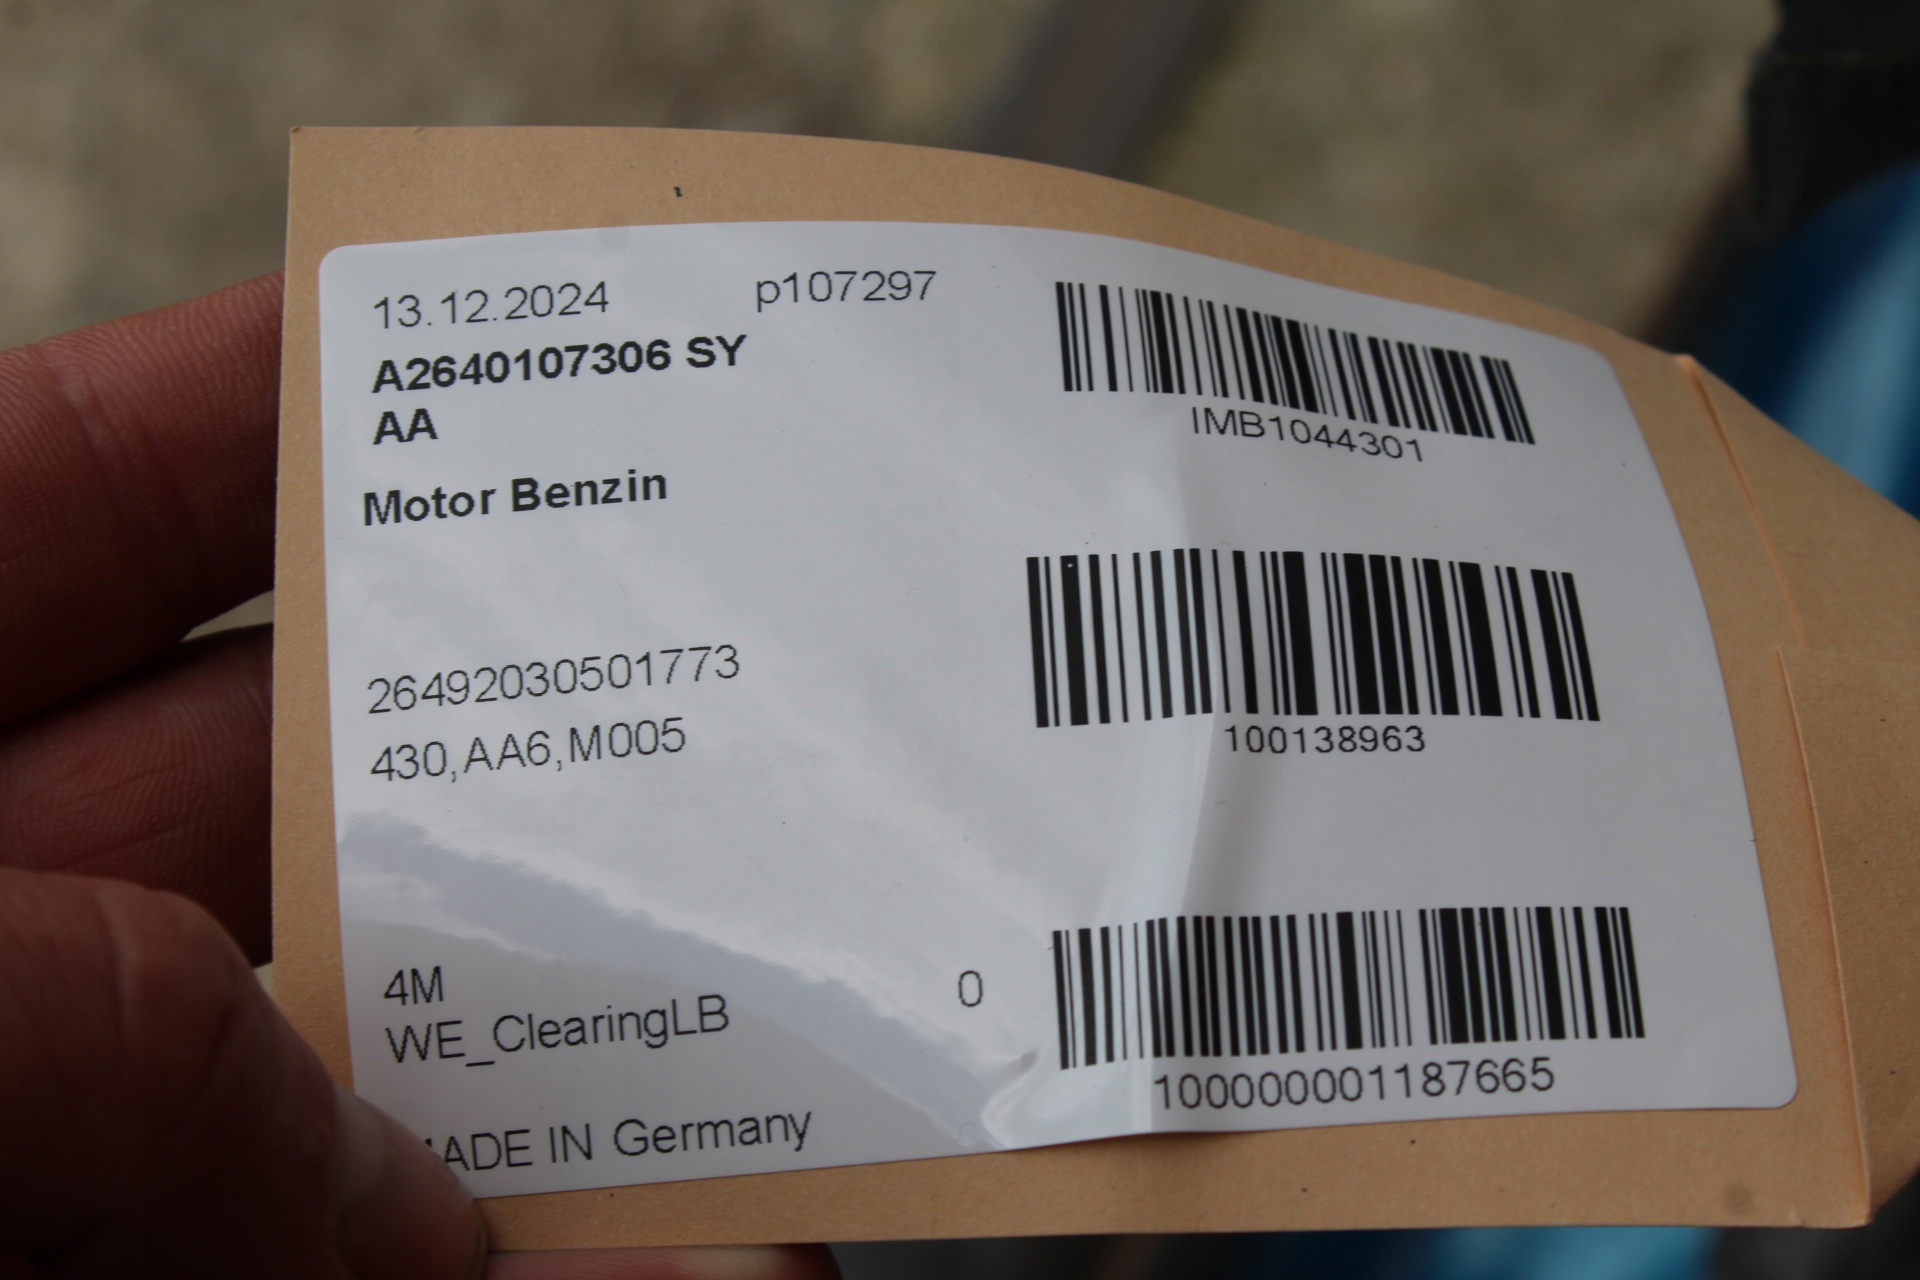 13.12.2024 p107297
A2640107306 SY
AA
Motor Benzin
26492030501773
430,AA6,M005
4M
WE_ClearingLB 0
ADE IN Germany
IMB1044301
100138963
100000001187665